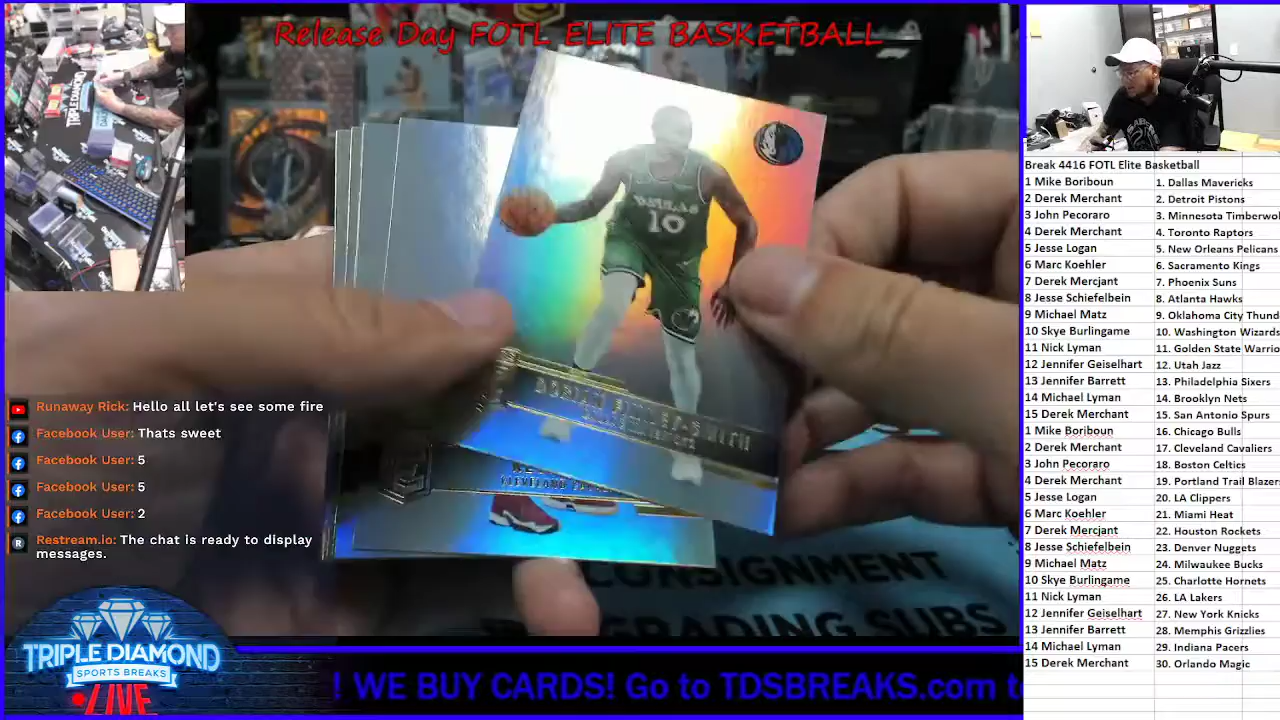 Release Day FOTL ELITE BASKETBALL
DALLAS
10
DORIAN FINNEY-SMITH
CONSIGNMENT
GRADING SUBS
Runaway Rick: Hello all let's see some fire
Facebook User: Thats sweet
Facebook User: 5
Facebook User: 5
Facebook User: 2
Restream.io: The chat is ready to display
messages.
TRIPLE DIAMOND
SPORTS BREAKS
LIVE
! WE BUY CARDS! Go to TDSBREAKS.com to
Break 4416 FOTL Elite Basketball
1 Mike Boriboun 1. Dallas Mavericks
2 Derek Merchant 2. Detroit Pistons
3 John Pecoraro 3. Minnesota Timberwo
4 Derek Merchant 4. Toronto Raptors
5 Jesse Logan 5. New Orleans Pelicans
6 Marc Koehler 6. Sacramento Kings
7 Derek Mercjant 7. Phoenix Suns
8 Jesse Schiefelbein 8. Atlanta Hawks
9 Michael Matz 9. Oklahoma City Thund
10 Skye Burlingame 10. Washington Wizards
11 Nick Lyman 11. Golden State Warrio
12 Jennifer Geiselhart 12. Utah Jazz
13 Jennifer Barrett 13. Philadelphia Sixers
14 Michael Lyman 14. Brooklyn Nets
15 Derek Merchant 15. San Antonio Spurs
1 Mike Boriboun 16. Chicago Bulls
2 Derek Merchant 17. Cleveland Cavaliers
3 John Pecoraro 18. Boston Celtics
4 Derek Merchant 19. Portland Trail Blazer
5 Jesse Logan 20. LA Clippers
6 Marc Koehler 21. Miami Heat
7 Derek Mercjant 22. Houston Rockets
8 Jesse Schiefelbein 23. Denver Nuggets
9 Michael Matz 24. Milwaukee Bucks
10 Skye Burlingame 25. Charlotte Hornets
11 Nick Lyman 26. LA Lakers
12 Jennifer Geiselhart 27. New York Knicks
13 Jennifer Barrett 28. Memphis Grizzlies
14 Michael Lyman 29. Indiana Pacers
15 Derek Merchant 30. Orlando Magic